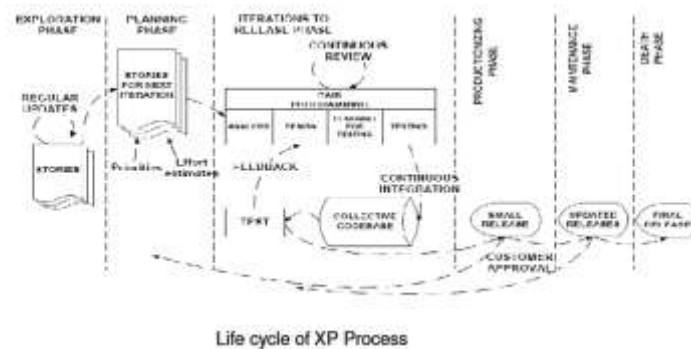 EXPLORATION
PHASE
PLANNING
PHASE
ITERATIONS TO
RELEASE PHASE
PRODUCTIONIZING
PHASE
MAINTENANCE
PHASE
DEATH
PHASE
CONTINUOUS
REVIEW
STORIES
FOR NEXT
ITERATION
REGULAR
UPDATES
PAIR
PROGRAMMING
ANALYSIS
DESIGN
PLANNING
FOR
TESTING
TESTING
STORIES
Priorities
Effort
estimates
FEEDBACK
CONTINUOUS
INTEGRATION
TEST
COLLECTIVE
CODEBASE
SMALL
RELEASE
UPDATED
RELEASES
FINAL
RELEASE
CUSTOMER
APPROVAL
Life cycle of XP Process